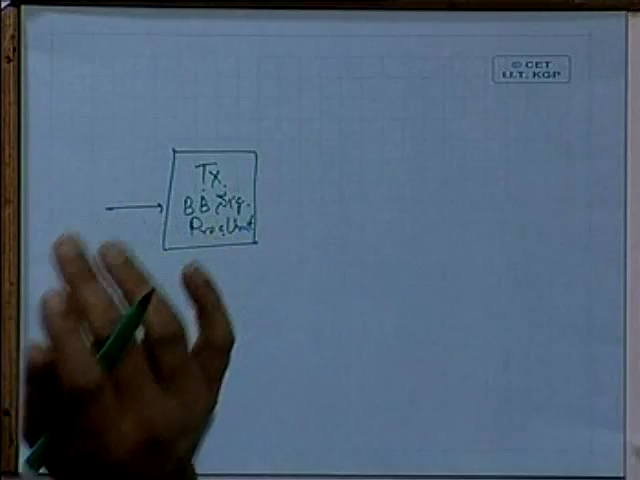 © CET
I.I.T. KGP
Tx.
BB Sig.
Proc Unit